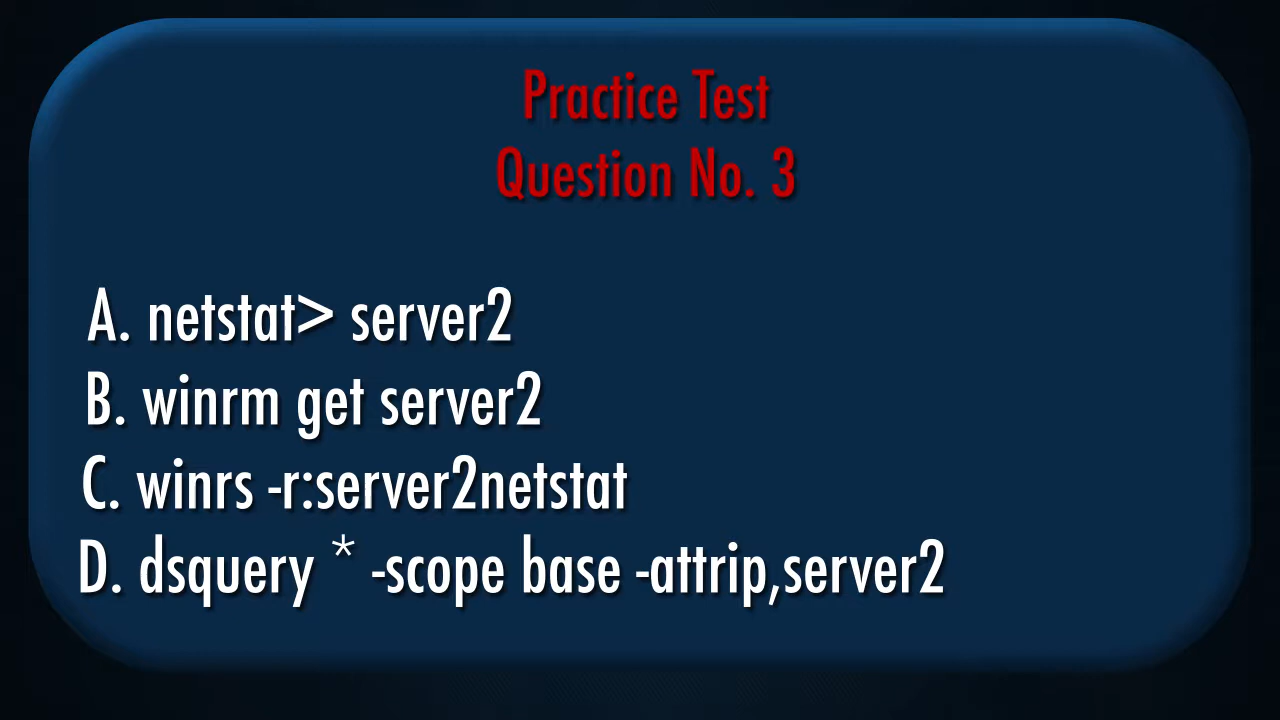 Practice Test
Question No. 3
A. netstat> server2
B. winrm get server2
C. winrs -r:server2netstat
D. dsquery * -scope base -attrip,server2